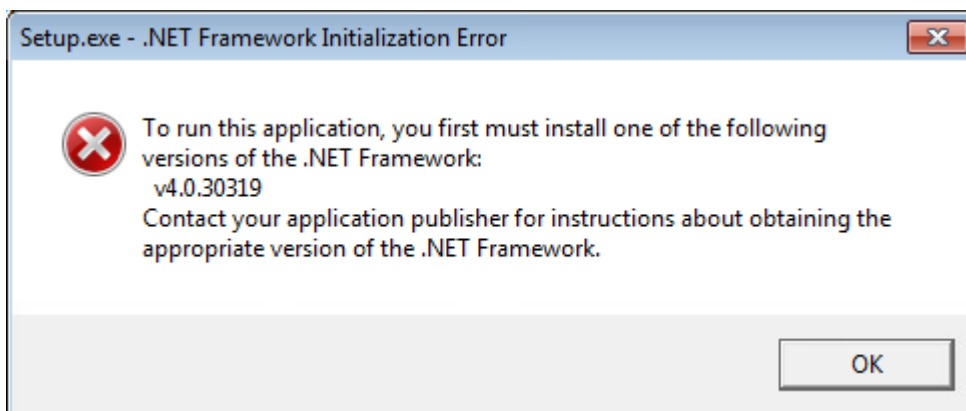 Setup.exe - .NET Framework Initialization Error
To run this application, you first must install one of the following
versions of the .NET Framework:
v4.0.30319
Contact your application publisher for instructions about obtaining the
appropriate version of the .NET Framework.
OK